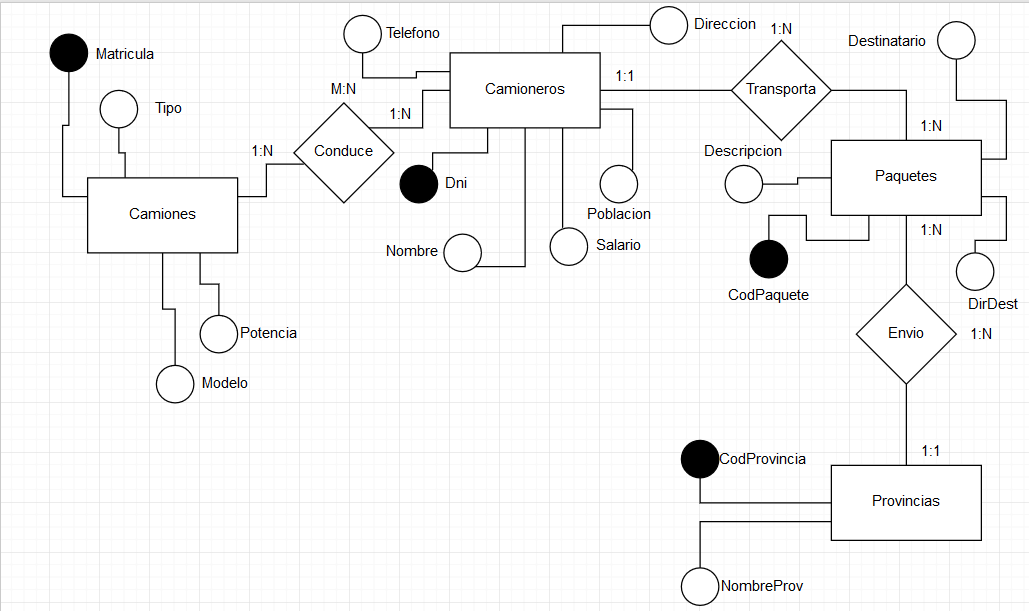 Direccion
1:N
Telefono
Destinatario
Matricula
1:1
Camioneros
M:N
Transporta
Tipo
1:N
1:N
1:N
Conduce
Descripcion
Paquetes
Dni
Camiones
Poblacion
1:N
Nombre
Salario
CodPaquete
DirDest
Potencia
Envio
1:N
Modelo
1:1
CodProvincia
Provincias
NombreProv